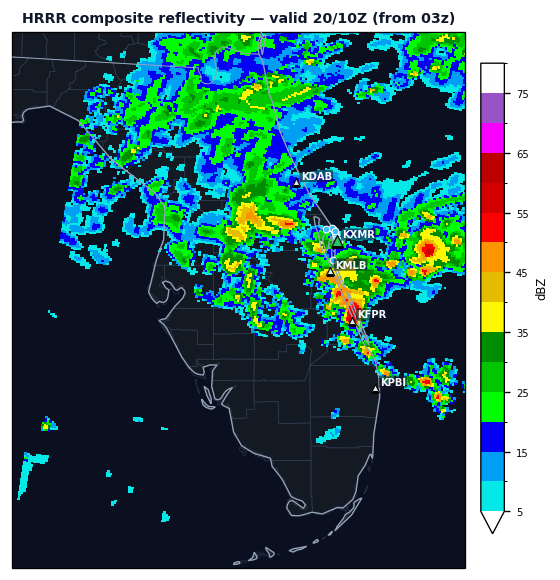 HRRR composite reflectivity — valid 20/10Z (from 03z)
KDAB
KXMR
KMLB
KFPR
KPBI
75
65
55
45
35
25
15
5
dBZ